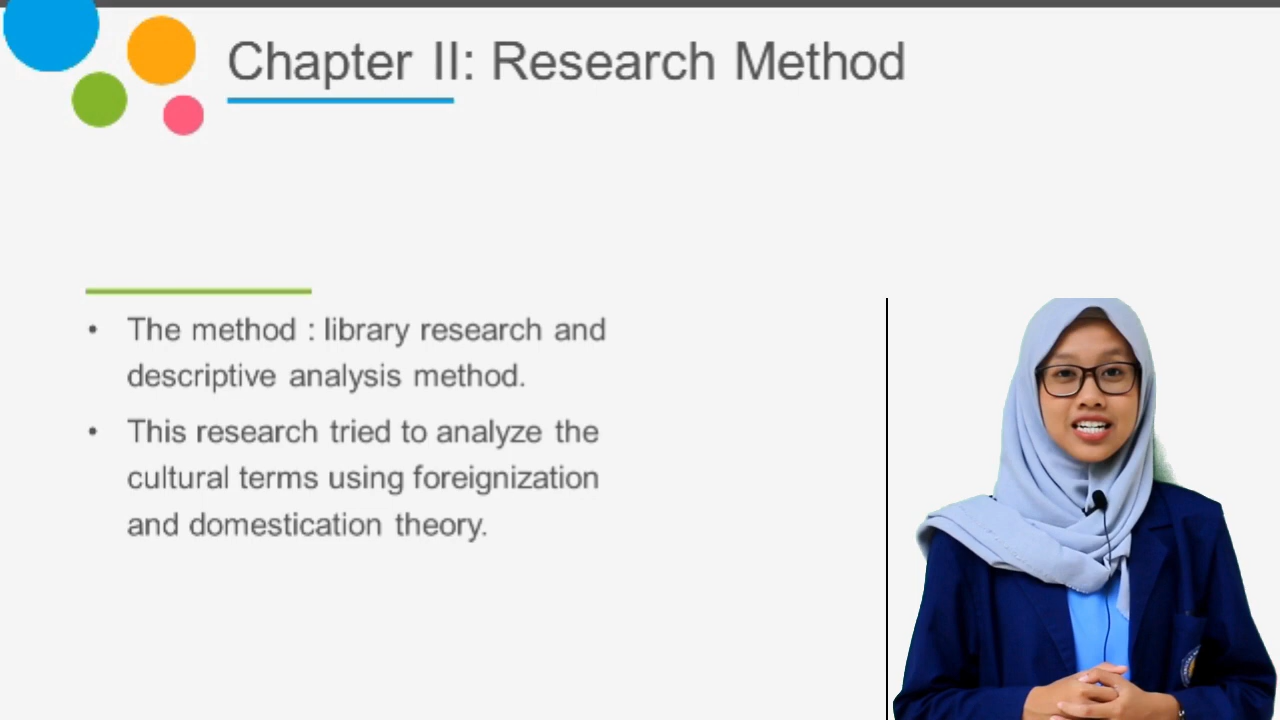 Chapter II: Research Method
• The method : library research and
descriptive analysis method.
• This research tried to analyze the
cultural terms using foreignization
and domestication theory.